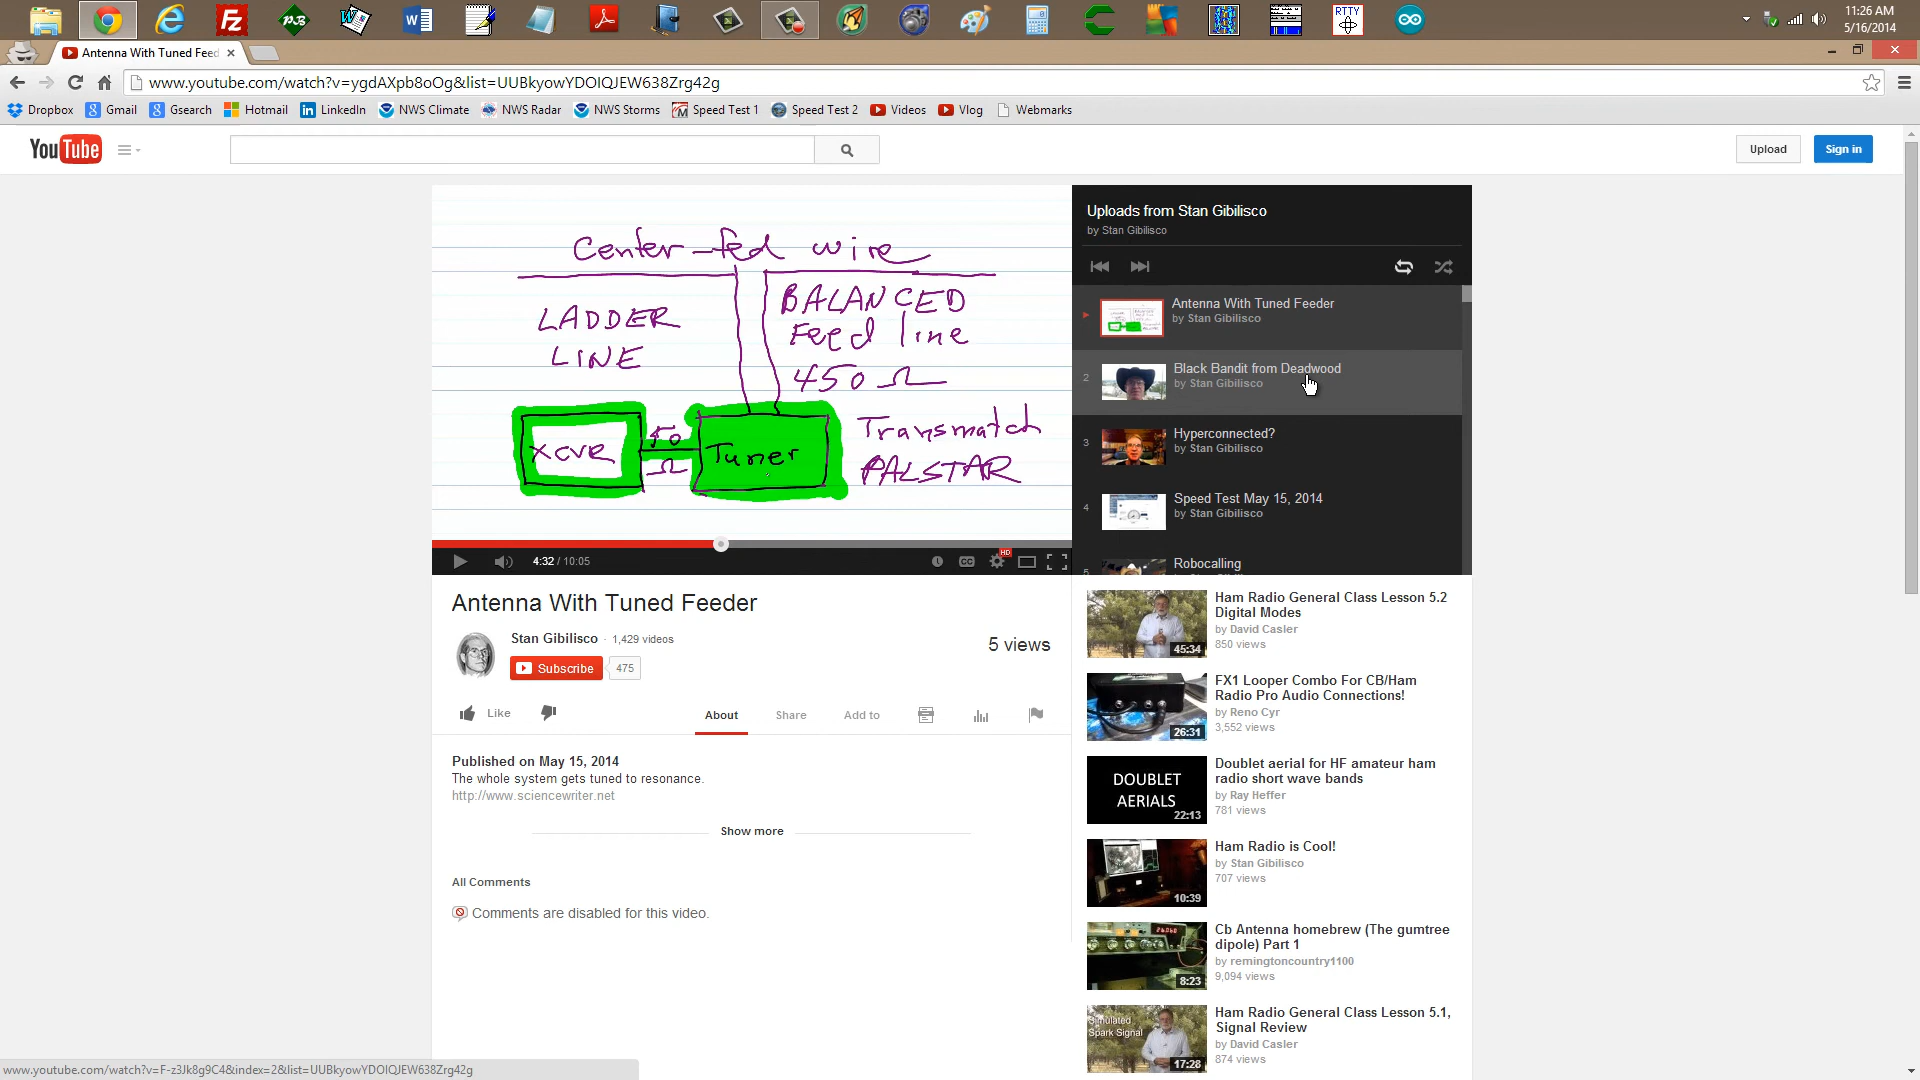 11:26 AM
5/16/2014
RTTY
Antenna With Tuned Feed
www.youtube.com/watch?v=ygdAXpb8oOg&list=UUBkyowYDOIQJEW638Zrg42g
Dropbox
Gmail
Gsearch
Hotmail
LinkedIn
NWS Climate
NWS Radar
NWS Storms
Speed Test 1
Speed Test 2
Videos
Vlog
Webmarks
YouTube
Upload
Sign in
Center-fed wire
LADDER
LINE
BALANCED
Feed line
450 Ω
XCVR
50
Ω
Tuner
Transmatch
PALSTAR
4:32 / 10:05
CC
HD
Uploads from Stan Gibilisco
by Stan Gibilisco
Antenna With Tuned Feeder
by Stan Gibilisco
2
Black Bandit from Deadwood
by Stan Gibilisco
3
Hyperconnected?
by Stan Gibilisco
4
Speed Test May 15, 2014
by Stan Gibilisco
5
Robocalling
Antenna With Tuned Feeder
Stan Gibilisco · 1,429 videos
Subscribe
475
5 views
Like
About
Share
Add to
Published on May 15, 2014
The whole system gets tuned to resonance.
http://www.sciencewriter.net
Show more
All Comments
Comments are disabled for this video.
Ham Radio General Class Lesson 5.2
Digital Modes
by David Casler
850 views
45:34
FX1 Looper Combo For CB/Ham
Radio Pro Audio Connections!
by Reno Cyr
3,552 views
26:31
DOUBLET
AERIALS
22:13
Doublet aerial for HF amateur ham
radio short wave bands
by Ray Heffer
781 views
Ham Radio is Cool!
by Stan Gibilisco
707 views
10:39
Cb Antenna homebrew (The gumtree
dipole) Part 1
by remingtoncountry1100
9,094 views
8:23
Simulated
Spark Signal
17:28
Ham Radio General Class Lesson 5.1,
Signal Review
by David Casler
874 views
www.youtube.com/watch?v=F-z3Jk8g9C4&index=2&list=UUBkyowYDOIQJEW638Zrg42g